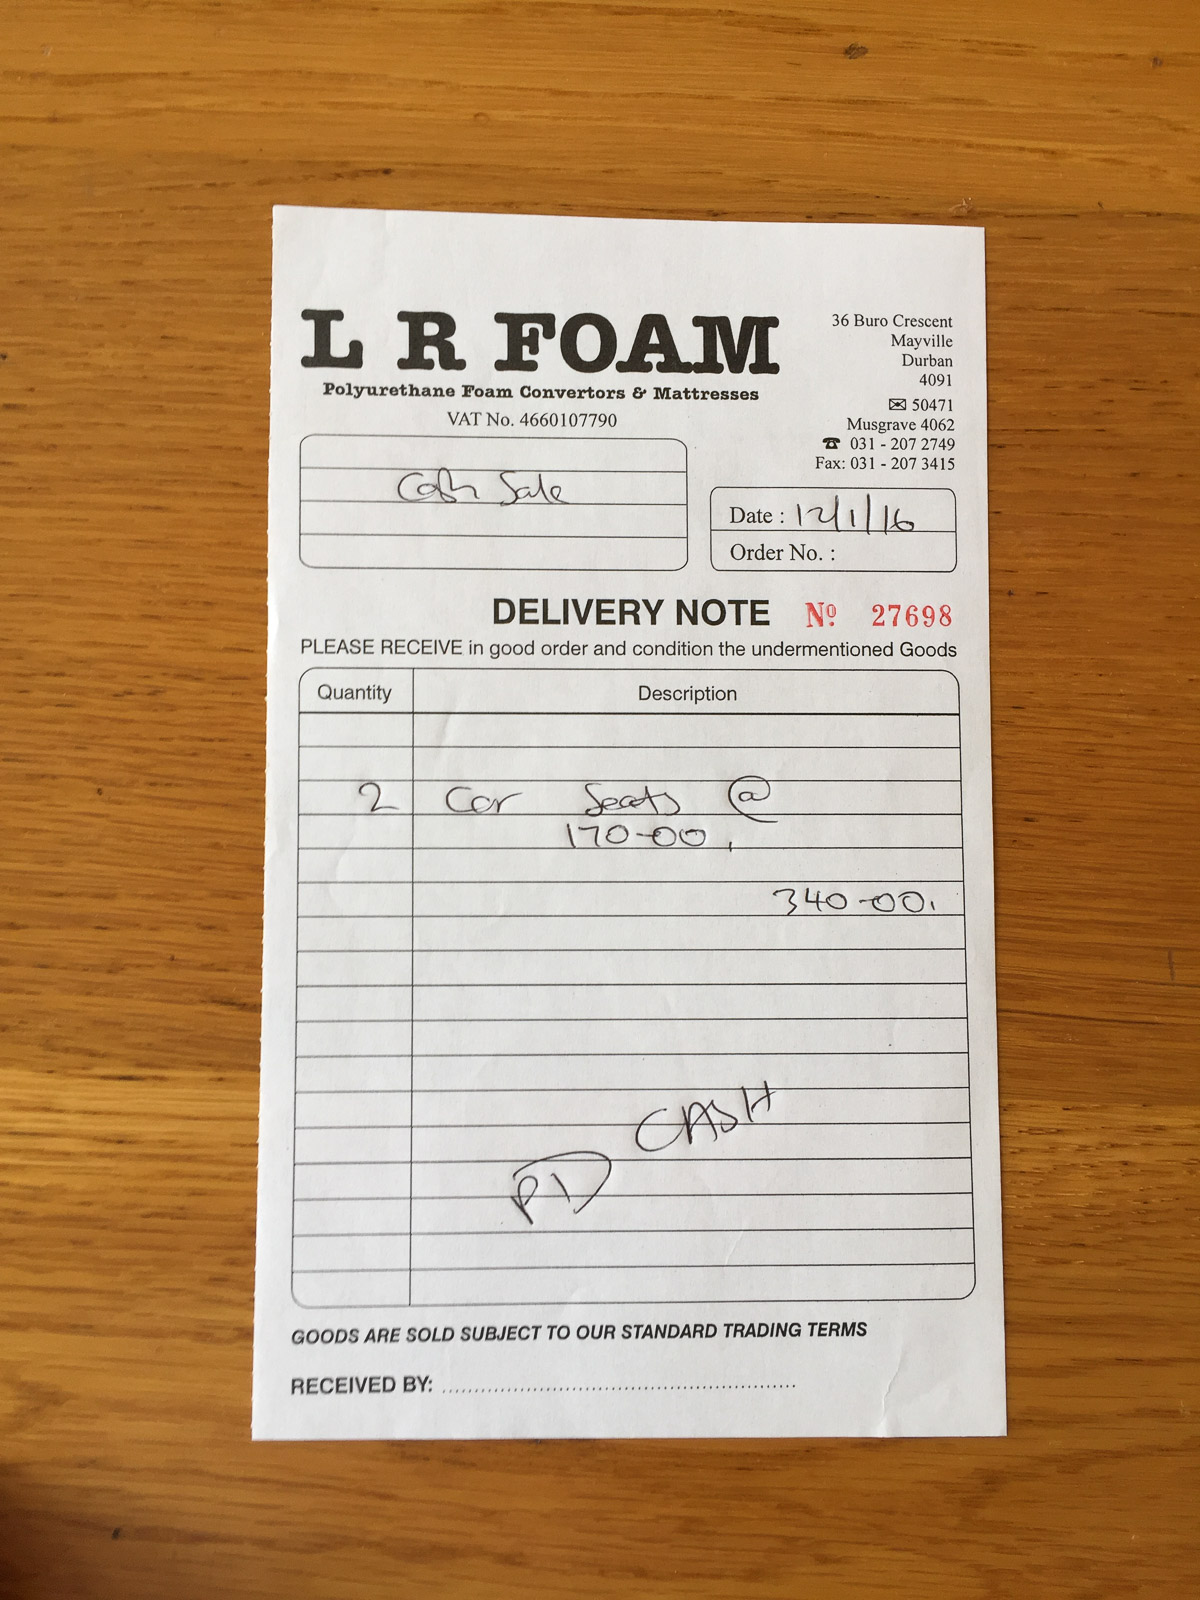 L R FOAM
Polyurethane Foam Convertors & Mattresses
VAT No. 4660107790
36 Buro Crescent
Mayville
Durban
4091
✉ 50471
Musgrave 4062
☎ 031 - 207 2749
Fax: 031 - 207 3415
Cash Sale
Date : 12/1/16
Order No. :
DELIVERY NOTE Nº 27698
PLEASE RECEIVE in good order and condition the undermentioned Goods
Quantity Description
2 Car Seats @
170-00,
340-00.
CASH
PD
GOODS ARE SOLD SUBJECT TO OUR STANDARD TRADING TERMS
RECEIVED BY: ........................................................